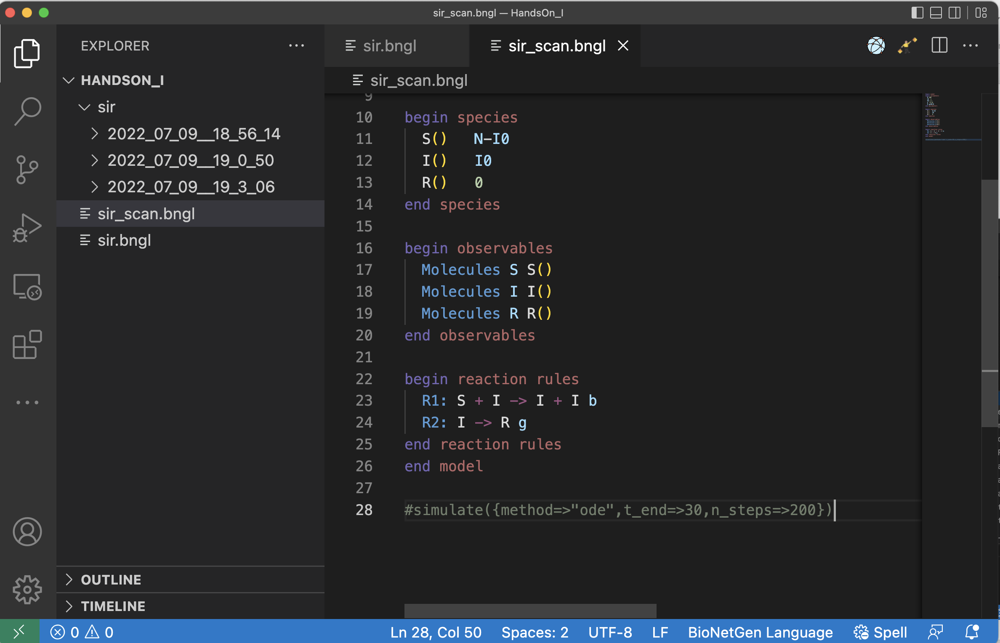 sir_scan.bngl — HandsOn_I
EXPLORER
HANDSON_I
sir
2022_07_09__18_56_14
2022_07_09__19_0_50
2022_07_09__19_3_06
sir_scan.bngl
sir.bngl
OUTLINE
TIMELINE
sir.bngl
sir_scan.bngl
sir_scan.bngl
9
10 begin species
11 S() N-I0
12 I() I0
13 R() 0
14 end species
15
16 begin observables
17 Molecules S S()
18 Molecules I I()
19 Molecules R R()
20 end observables
21
22 begin reaction rules
23 R1: S + I -> I + I b
24 R2: I -> R g
25 end reaction rules
26 end model
27
28 #simulate({method=>"ode",t_end=>30,n_steps=>200})
0 0 Ln 28, Col 50 Spaces: 2 UTF-8 LF BioNetGen Language Spell